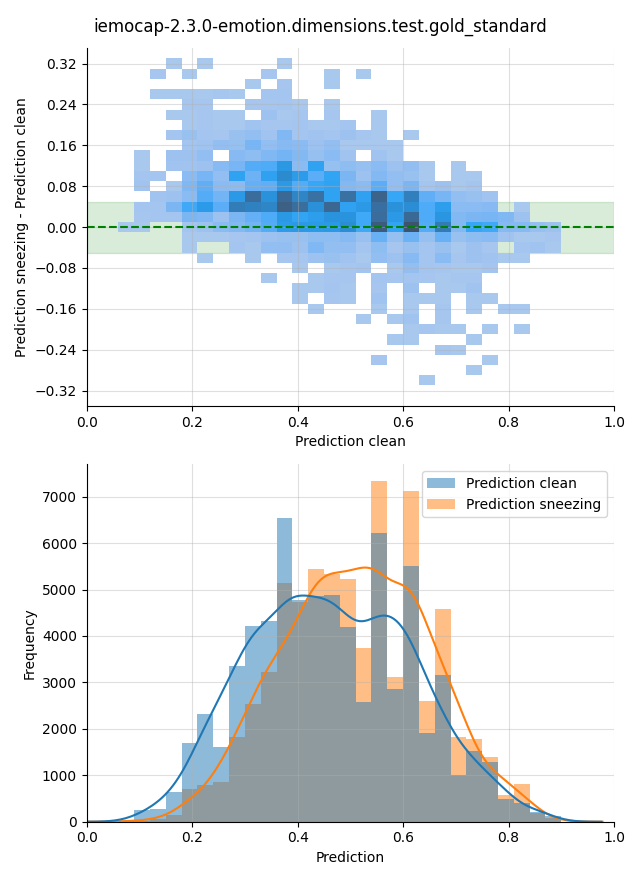 iemocap-2.3.0-emotion.dimensions.test.gold_standard
Prediction sneezing - Prediction clean
0.32
0.24
0.16
0.08
0.00
−0.08
−0.16
−0.24
−0.32
0.0 0.2 0.4 0.6 0.8 1.0
Prediction clean
Frequency
7000
6000
5000
4000
3000
2000
1000
0
Prediction clean
Prediction sneezing
0.0 0.2 0.4 0.6 0.8 1.0
Prediction